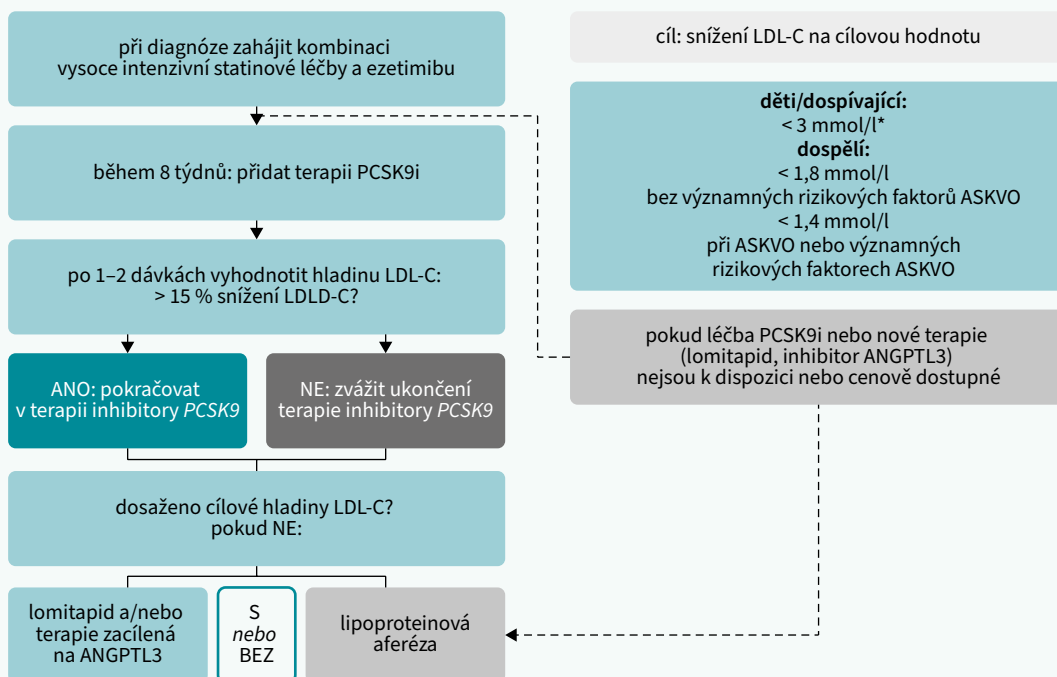 při diagnóze zahájit kombinaci
vysoce intenzivní statinové léčby a ezetimibu
během 8 týdnů: přidat terapii PCSK9i
po 1–2 dávkách vyhodnotit hladinu LDL-C:
> 15 % snížení LDLD-C?
ANO: pokračovat
v terapii inhibitory PCSK9
NE: zvážit ukončení
terapie inhibitory PCSK9
dosaženo cílové hladiny LDL-C?
pokud NE:
lomitapid a/nebo
terapie zacílená
na ANGPTL3
S
nebo
BEZ
lipoproteinová
aferéza
cíl: snížení LDL-C na cílovou hodnotu
děti/dospívající:
< 3 mmol/l*
dospělí:
< 1,8 mmol/l
bez významných rizikových faktorů ASKVO
< 1,4 mmol/l
při ASKVO nebo významných
rizikových faktorech ASKVO
pokud léčba PCSK9i nebo nové terapie
(lomitapid, inhibitor ANGPTL3)
nejsou k dispozici nebo cenově dostupné